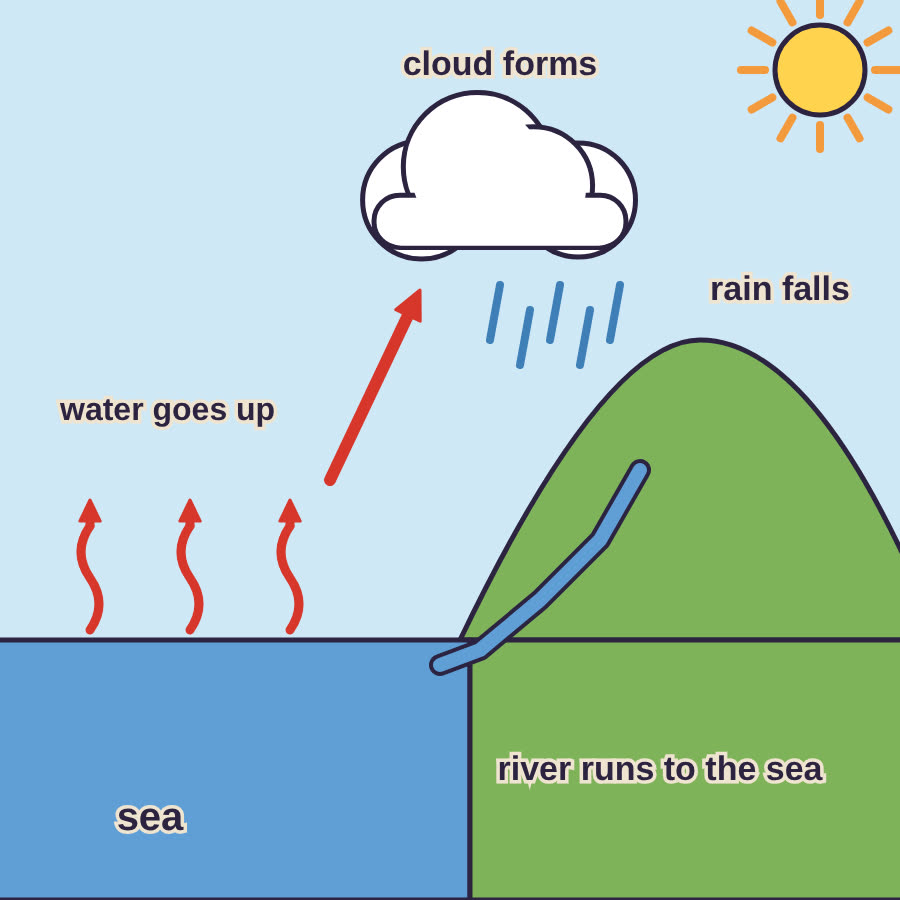 cloud forms
rain falls
water goes up
river runs to the sea
sea